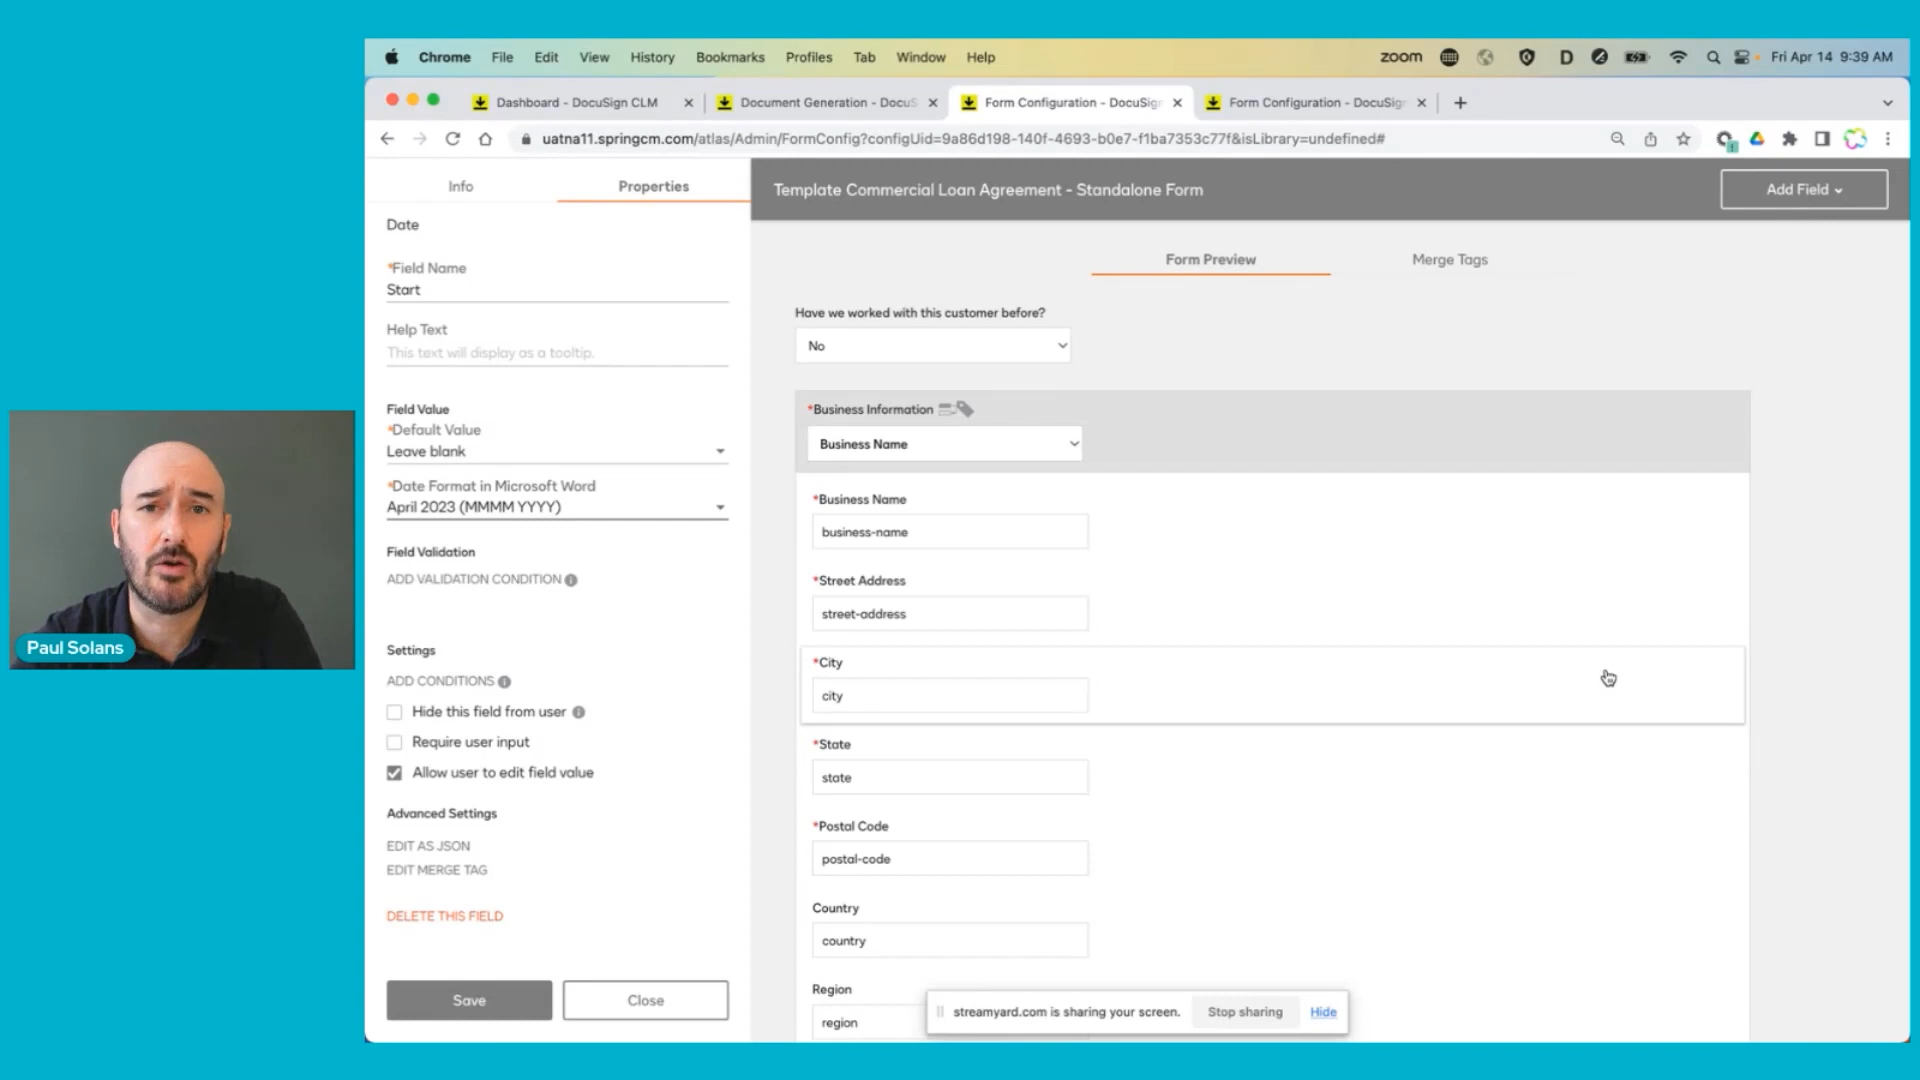 Chrome File Edit View History Bookmarks Profiles Tab Window Help
zoom D Fri Apr 14 9:39 AM
Dashboard - DocuSign CLM
Document Generation - DocuS
Form Configuration - DocuSig
Form Configuration - DocuSig
uatna11.springcm.com/atlas/Admin/FormConfig?configUid=9a86d198-140f-4693-b0e7-f1ba7353c77f&isLibrary=undefined#
Info
Properties
Date
*Field Name
Start
Help Text
This text will display as a tooltip.
Field Value
*Default Value
Leave blank
*Date Format in Microsoft Word
April 2023 (MMMM YYYY)
Field Validation
ADD VALIDATION CONDITION
Settings
ADD CONDITIONS
Hide this field from user
Require user input
Allow user to edit field value
Advanced Settings
EDIT AS JSON
EDIT MERGE TAG
DELETE THIS FIELD
Save
Close
Template Commercial Loan Agreement - Standalone Form
Add Field
Form Preview
Merge Tags
Have we worked with this customer before?
No
*Business Information
Business Name
*Business Name
business-name
*Street Address
street-address
*City
city
*State
state
*Postal Code
postal-code
Country
country
Region
region
streamyard.com is sharing your screen.
Stop sharing
Hide
Paul Solans